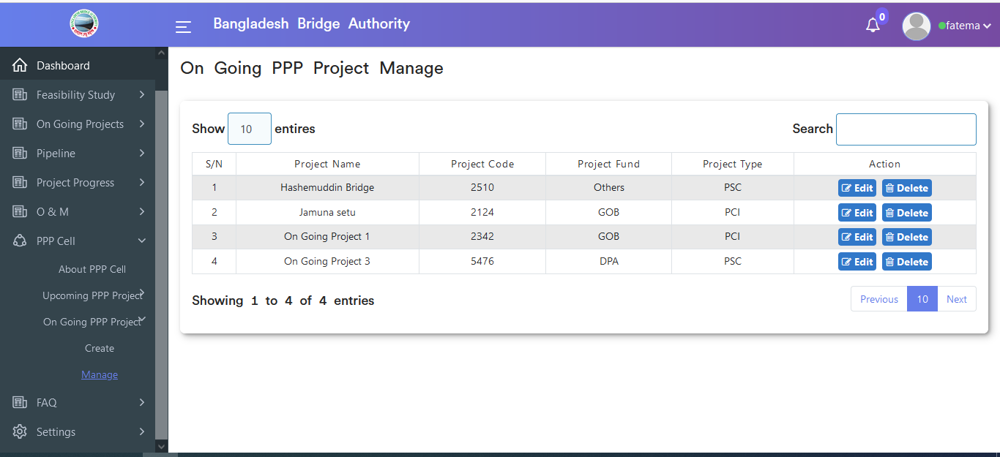 Bangladesh Bridge Authority
0
fatema
Dashboard
Feasibility Study
On Going Projects
Pipeline
Project Progress
O & M
PPP Cell
About PPP Cell
Upcoming PPP Project
On Going PPP Project
Create
Manage
FAQ
Settings
On Going PPP Project Manage
Show 10 entires
Search
S/N Project Name Project Code Project Fund Project Type Action
1 Hashemuddin Bridge 2510 Others PSC Edit Delete
2 Jamuna setu 2124 GOB PCI Edit Delete
3 On Going Project 1 2342 GOB PCI Edit Delete
4 On Going Project 3 5476 DPA PSC Edit Delete
Showing 1 to 4 of 4 entries
Previous 10 Next